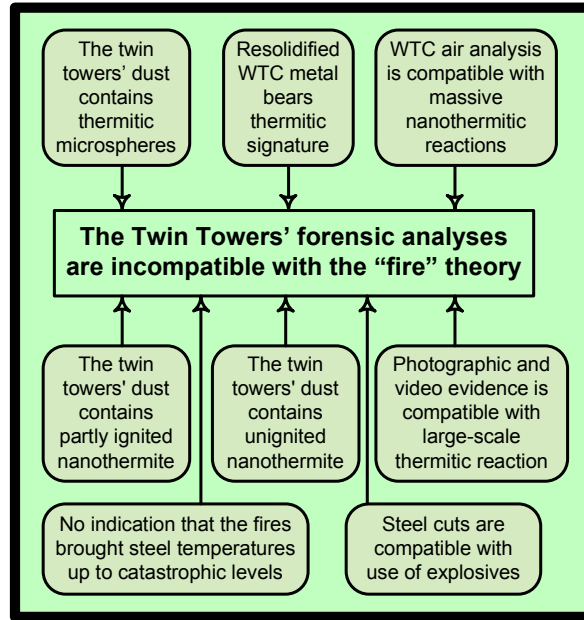 The twin
towers’ dust
contains
thermitic
microspheres
Resolidified
WTC metal
bears
thermitic
signature
WTC air analysis
is compatible with
massive
nanothermitic
reactions
The Twin Towers’ forensic analyses
are incompatible with the “fire” theory
The twin
towers' dust
contains
partly ignited
nanothermite
The twin
towers' dust
contains
unignited
nanothermite
Photographic and
video evidence is
compatible with
large-scale
thermitic reaction
No indication that the fires
brought steel temperatures
up to catastrophic levels
Steel cuts are
compatible with
use of explosives